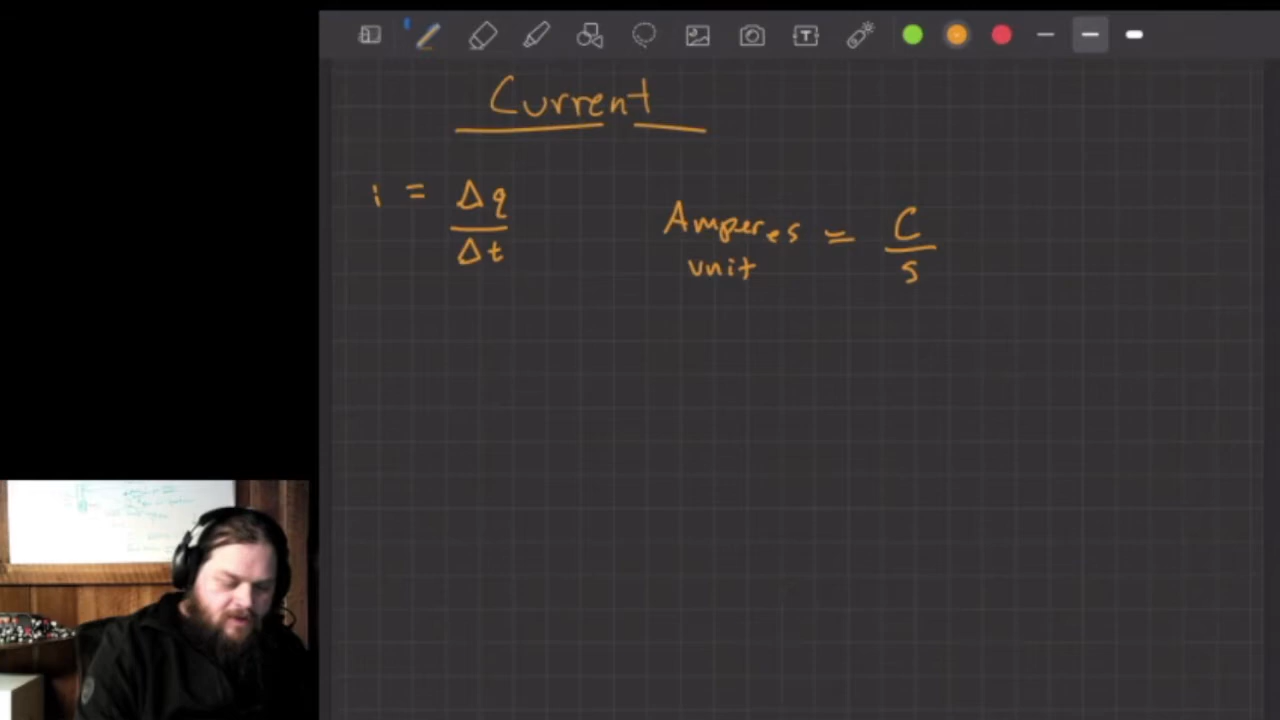 Current
i = Δq / Δt
Amperes = C / s
unit